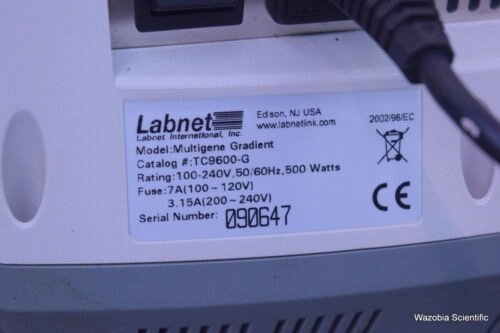 Labnet
Labnet International, Inc.
Edison, NJ USA
www.labnetlink.com
2002/96/EC
Model:Multigene Gradient
Catalog #:TC9600-G
Rating:100-240V,50/60Hz,500 Watts
Fuse:7A(100~120V)
3.15A(200~240V)
Serial Number: 090647
CE
Wazobia Scientific